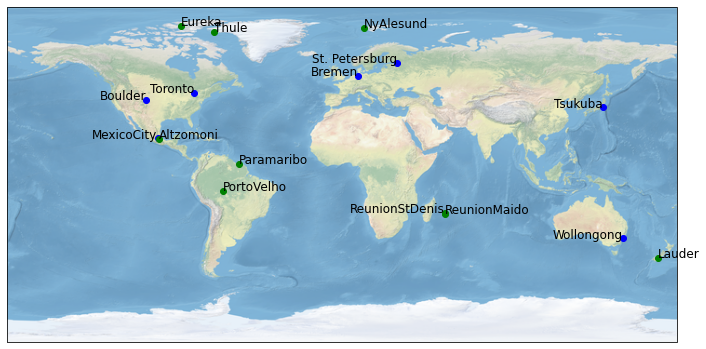 Eureka
Thule
NyAlesund
St. Petersburg
Bremen
Toronto
Boulder
Tsukuba
MexicoCity
Altzomoni
Paramaribo
PortoVelho
ReunionStDenis
ReunionMaido
Wollongong
Lauder